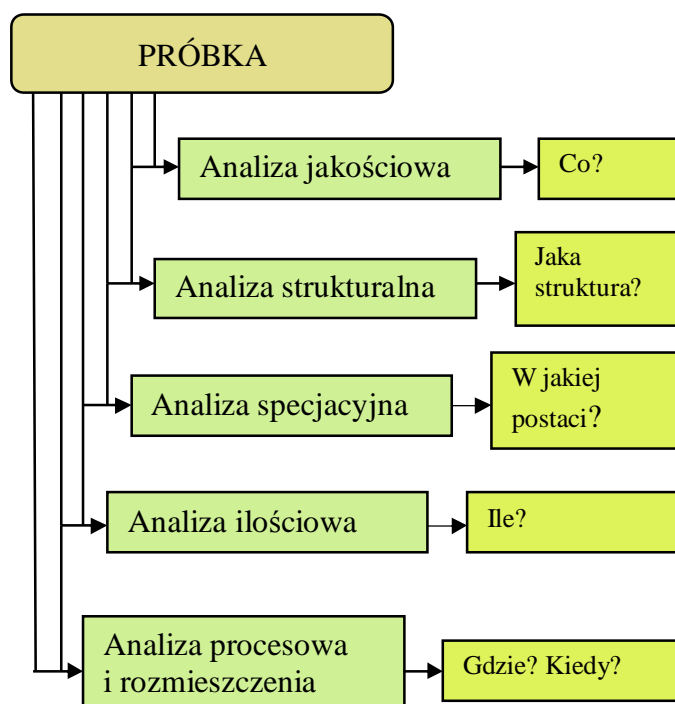 PRÓBKA
Analiza jakościowa
Co?
Analiza strukturalna
Jaka
struktura?
Analiza specjacyjna
W jakiej
postaci?
Analiza ilościowa
Ile?
Analiza procesowa
i rozmieszczenia
Gdzie? Kiedy?